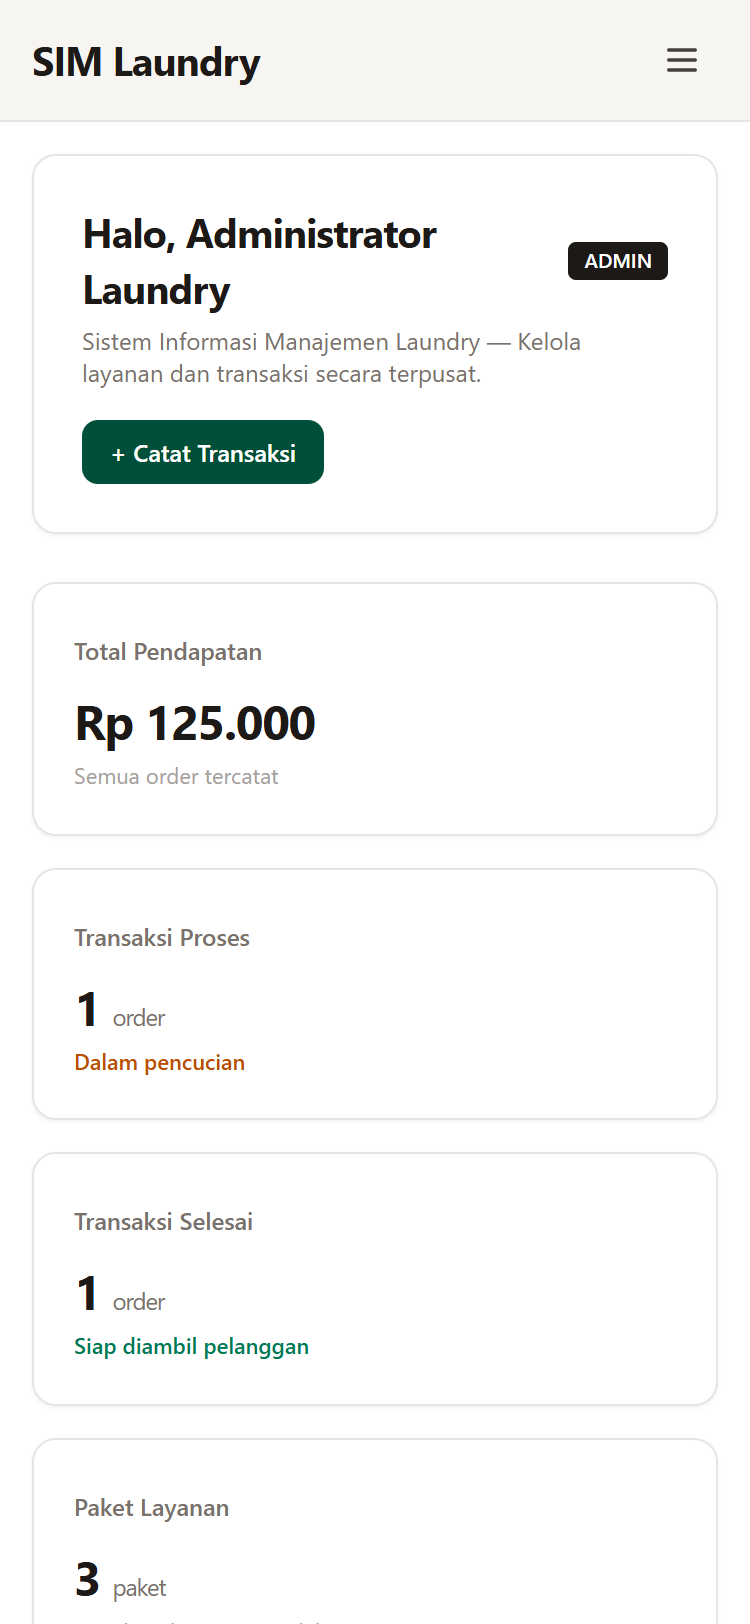 SIM Laundry
Halo, Administrator
Laundry
ADMIN
Sistem Informasi Manajemen Laundry — Kelola
layanan dan transaksi secara terpusat.
+ Catat Transaksi
Total Pendapatan
Rp 125.000
Semua order tercatat
Transaksi Proses
1 order
Dalam pencucian
Transaksi Selesai
1 order
Siap diambil pelanggan
Paket Layanan
3 paket